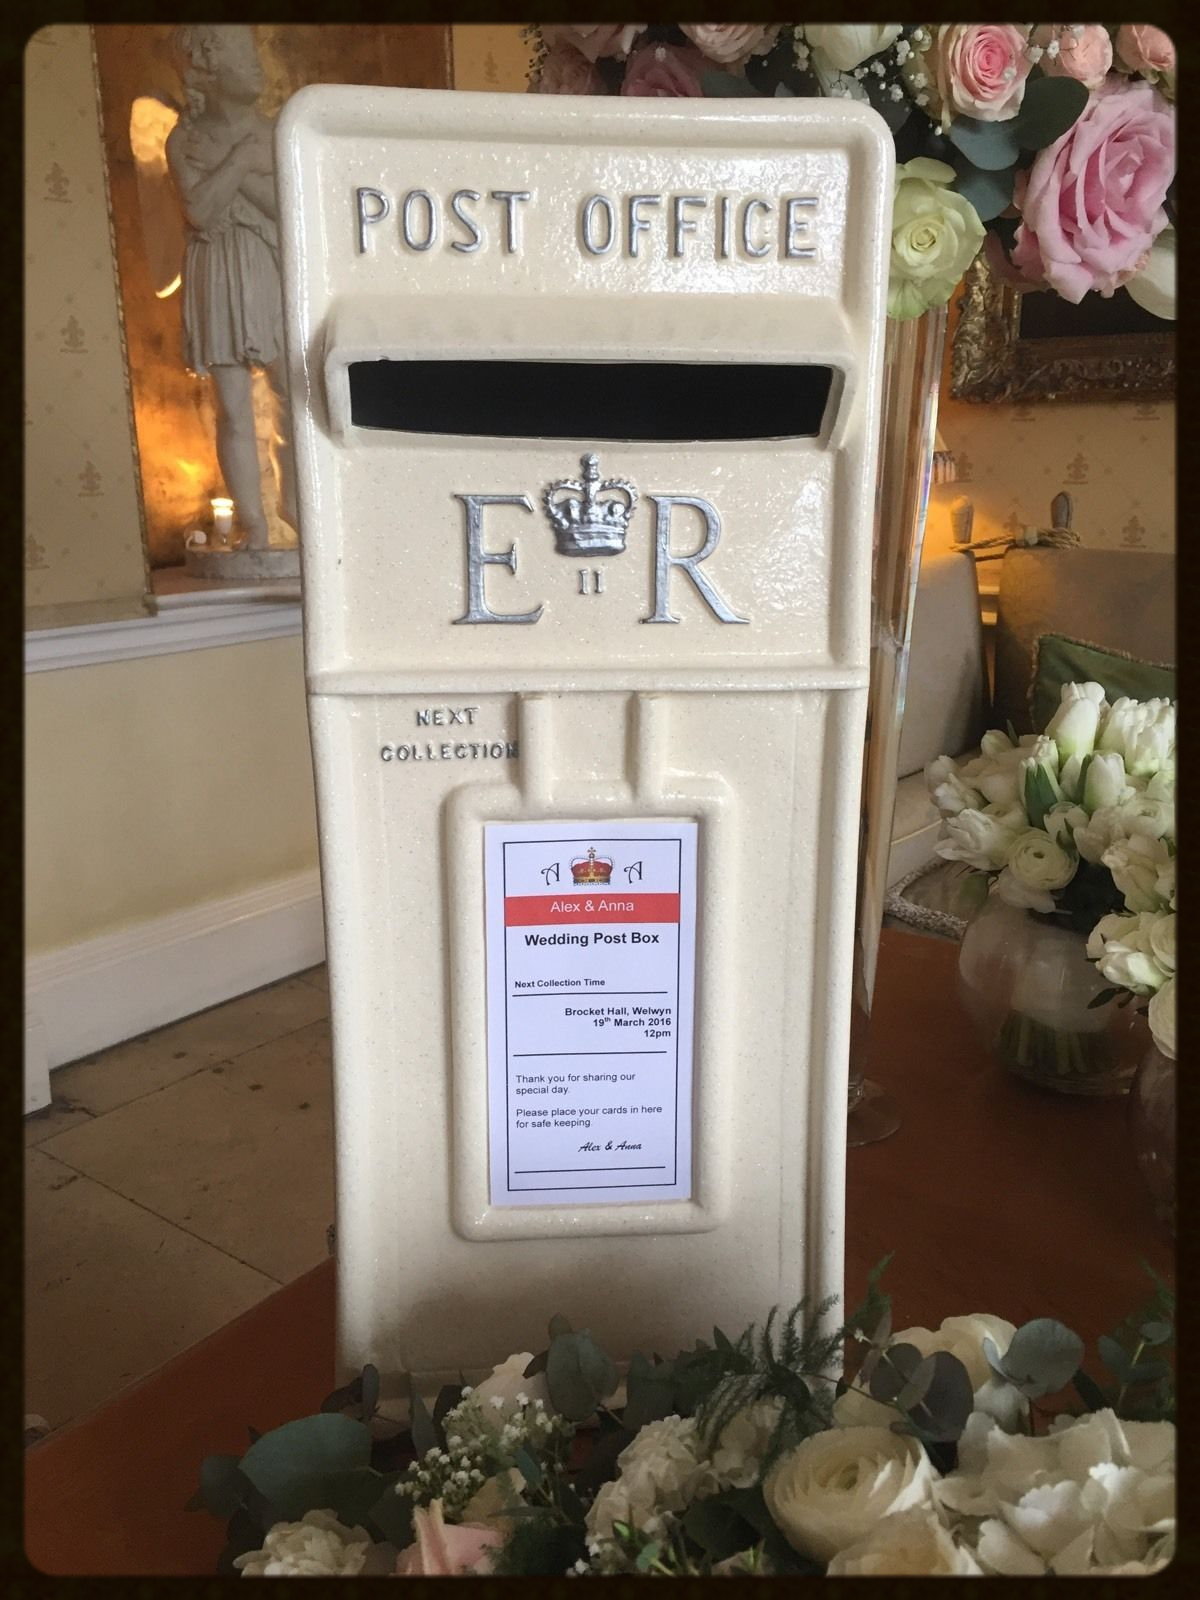 POST OFFICE
E II R
NEXT
COLLECTION
A A
Alex & Anna
Wedding Post Box
Next Collection Time
Brocket Hall, Welwyn
19th March 2016
12pm
Thank you for sharing our
special day.
Please place your cards in here
for safe keeping.
Alex & Anna